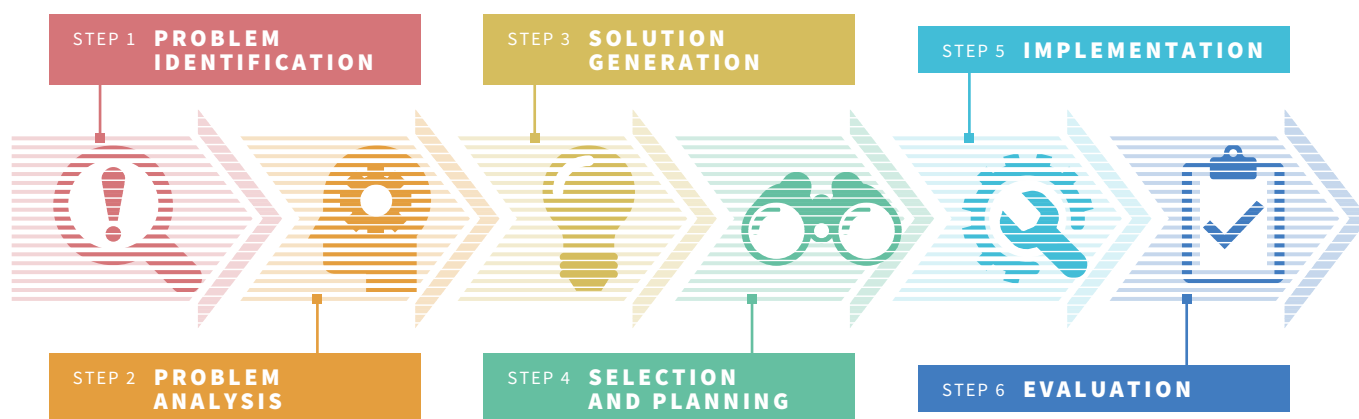 STEP 1 PROBLEM
IDENTIFICATION
STEP 2 PROBLEM
ANALYSIS
STEP 3 SOLUTION
GENERATION
STEP 4 SELECTION
AND PLANNING
STEP 5 IMPLEMENTATION
STEP 6 EVALUATION